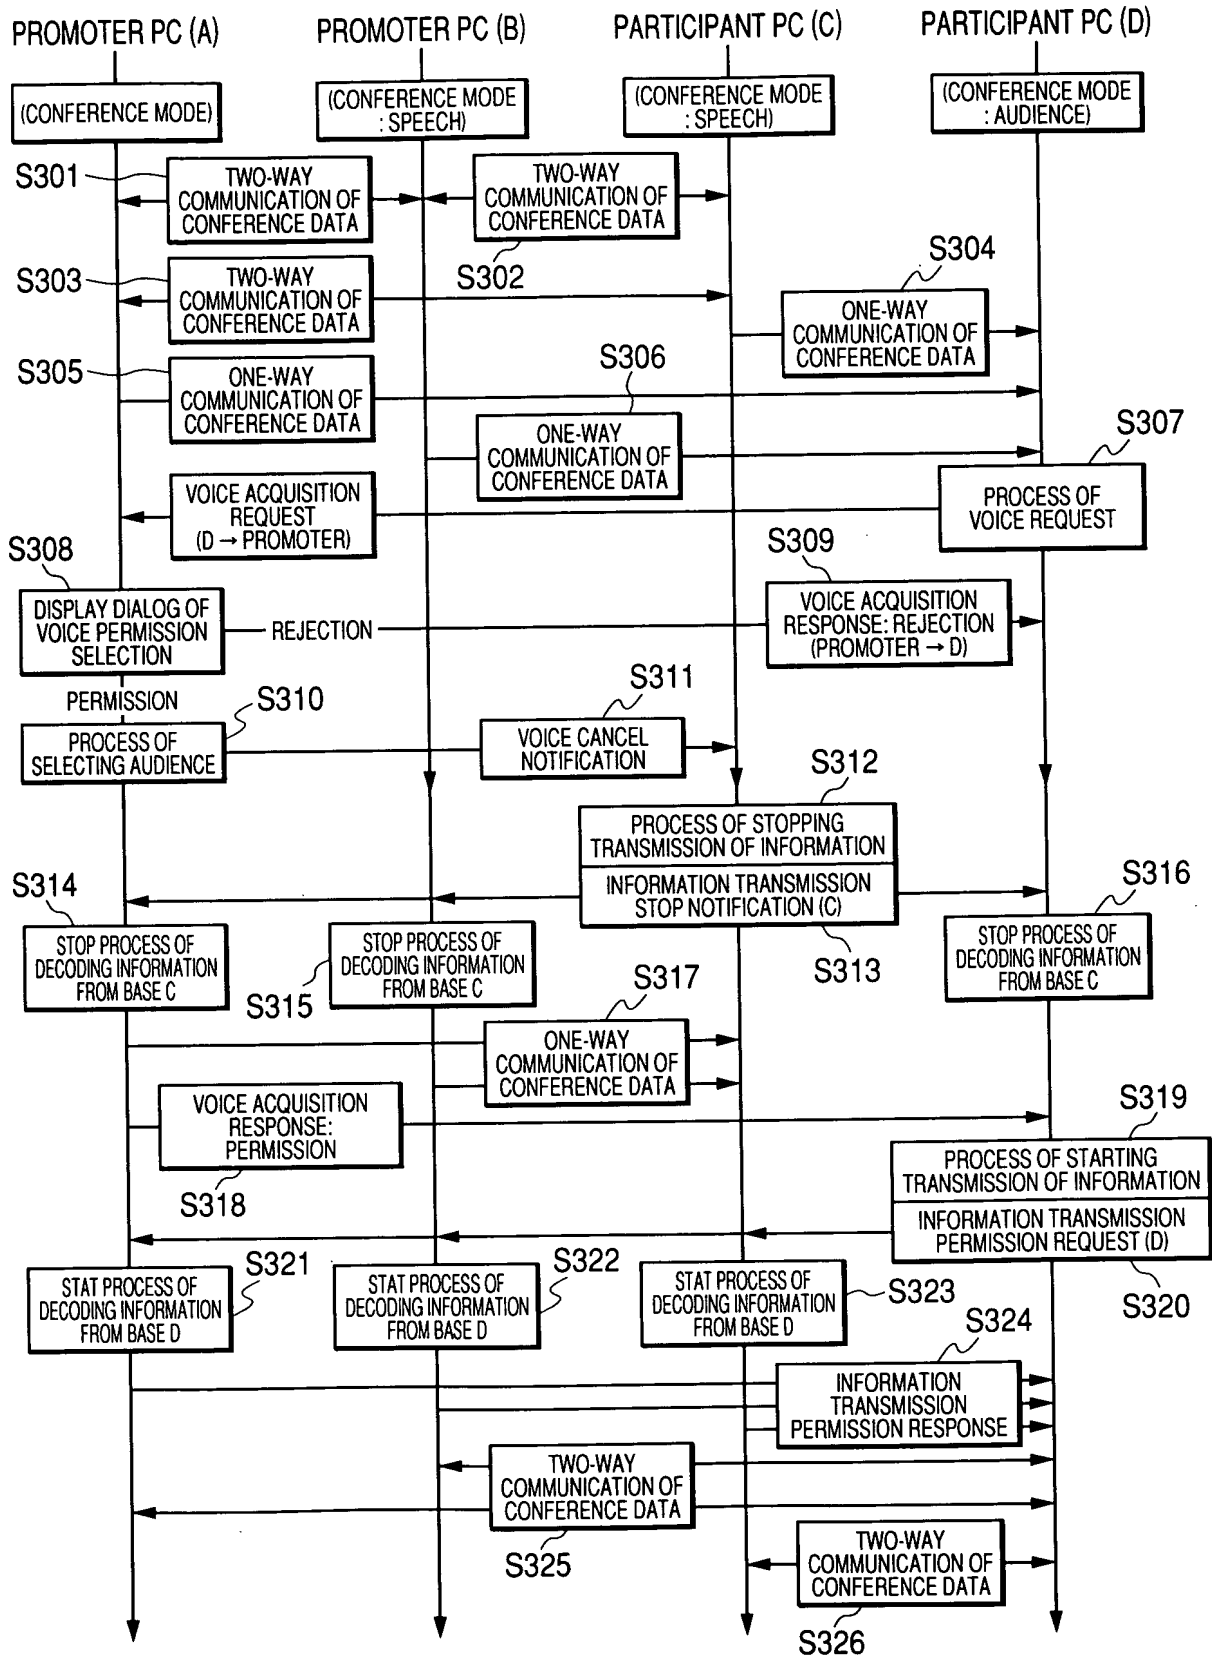 PROMOTER PC (A)
PROMOTER PC (B)
PARTICIPANT PC (C)
PARTICIPANT PC (D)
(CONFERENCE MODE)
(CONFERENCE MODE
: SPEECH)
(CONFERENCE MODE
: SPEECH)
(CONFERENCE MODE
: AUDIENCE)
S301
TWO-WAY
COMMUNICATION OF
CONFERENCE DATA
TWO-WAY
COMMUNICATION OF
CONFERENCE DATA
S302
S303
TWO-WAY
COMMUNICATION OF
CONFERENCE DATA
S304
ONE-WAY
COMMUNICATION OF
CONFERENCE DATA
S305
ONE-WAY
COMMUNICATION OF
CONFERENCE DATA
S306
ONE-WAY
COMMUNICATION OF
CONFERENCE DATA
S307
PROCESS OF
VOICE REQUEST
VOICE ACQUISITION
REQUEST
(D → PROMOTER)
S308
DISPLAY DIALOG OF
VOICE PERMISSION
SELECTION
REJECTION
S309
VOICE ACQUISITION
RESPONSE: REJECTION
(PROMOTER → D)
PERMISSION
S310
PROCESS OF
SELECTING AUDIENCE
S311
VOICE CANCEL
NOTIFICATION
S312
PROCESS OF STOPPING
TRANSMISSION OF INFORMATION
INFORMATION TRANSMISSION
STOP NOTIFICATION (C)
S313
S314
STOP PROCESS OF
DECODING INFORMATION
FROM BASE C
S315
STOP PROCESS OF
DECODING INFORMATION
FROM BASE C
S316
STOP PROCESS OF
DECODING INFORMATION
FROM BASE C
S317
ONE-WAY
COMMUNICATION OF
CONFERENCE DATA
VOICE ACQUISITION
RESPONSE:
PERMISSION
S318
S319
PROCESS OF STARTING
TRANSMISSION OF INFORMATION
INFORMATION TRANSMISSION
PERMISSION REQUEST (D)
S320
S321
STAT PROCESS OF
DECODING INFORMATION
FROM BASE D
S322
STAT PROCESS OF
DECODING INFORMATION
FROM BASE D
S323
STAT PROCESS OF
DECODING INFORMATION
FROM BASE D
S324
INFORMATION
TRANSMISSION
PERMISSION RESPONSE
TWO-WAY
COMMUNICATION OF
CONFERENCE DATA
S325
TWO-WAY
COMMUNICATION OF
CONFERENCE DATA
S326